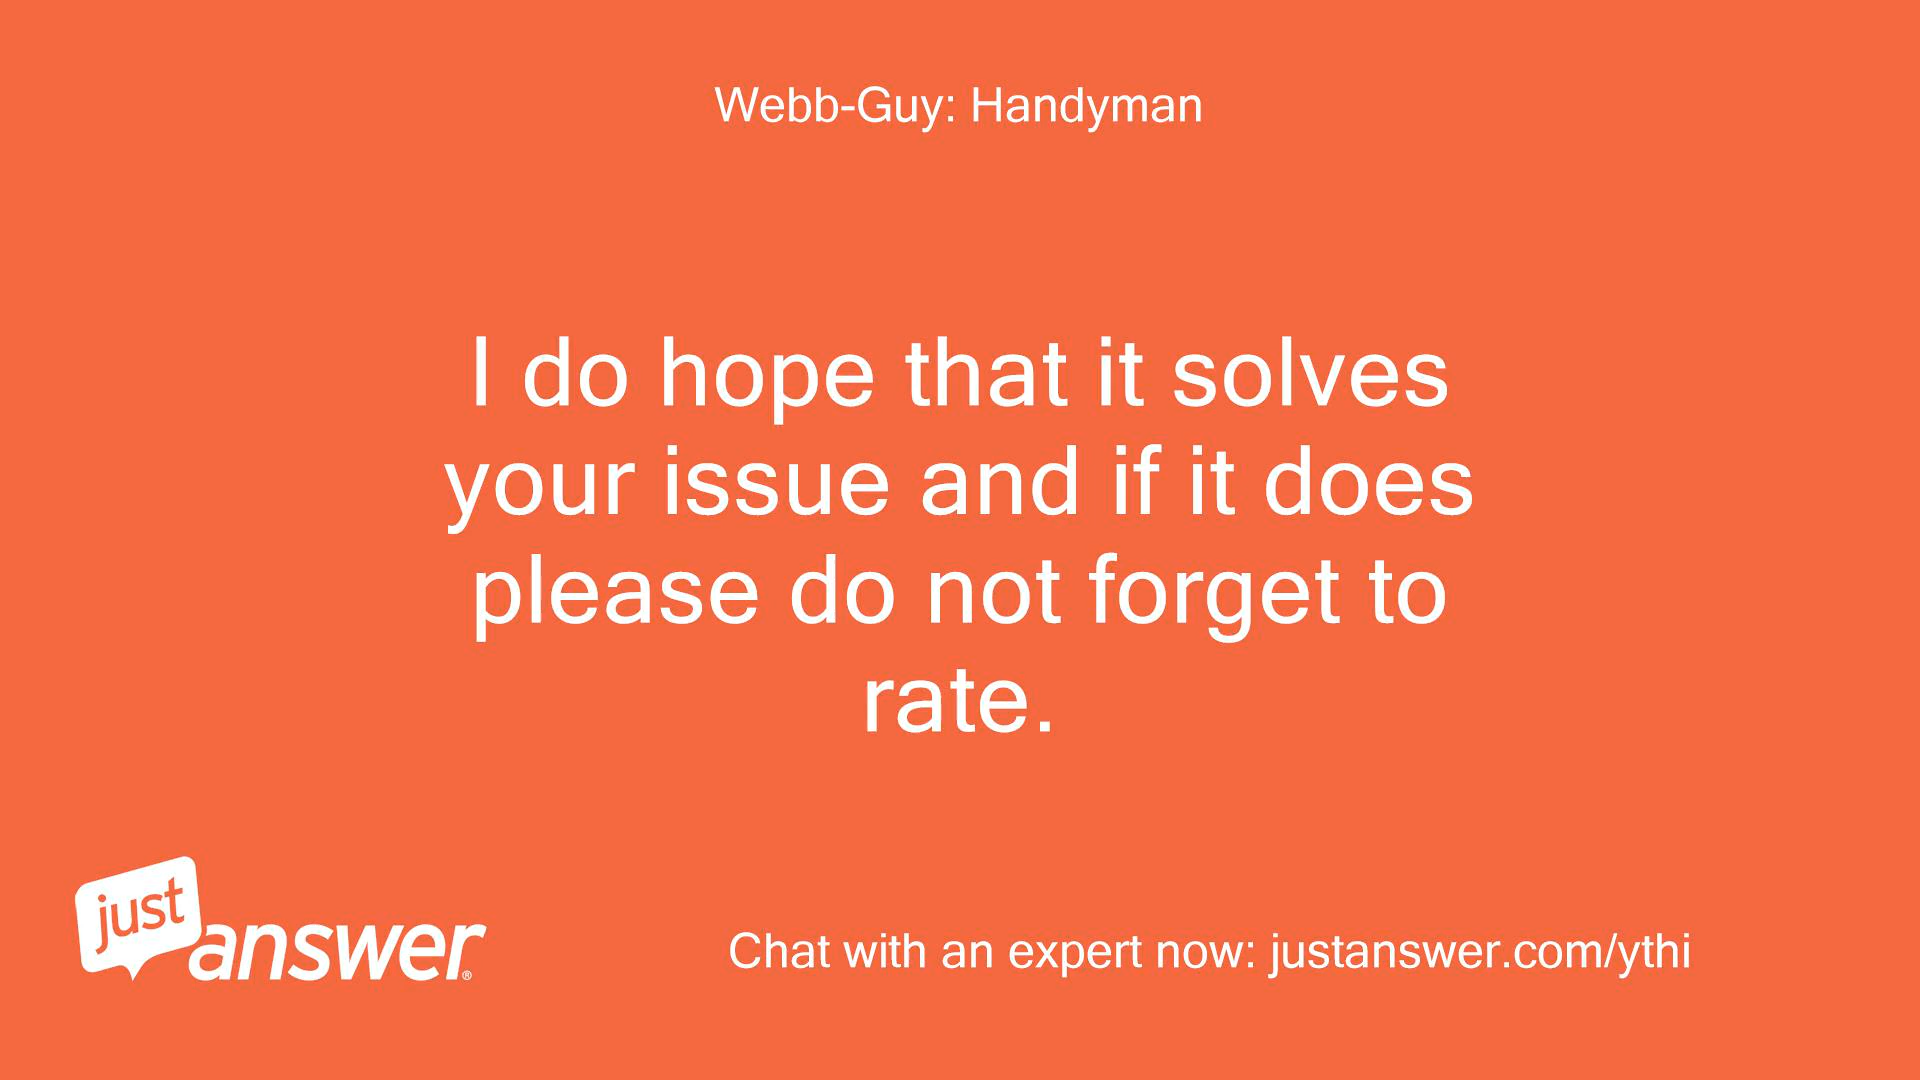 Webb-Guy: Handyman
I do hope that it solves
your issue and if it does
please do not forget to
rate.
just
answer®
Chat with an expert now: justanswer.com/ythi